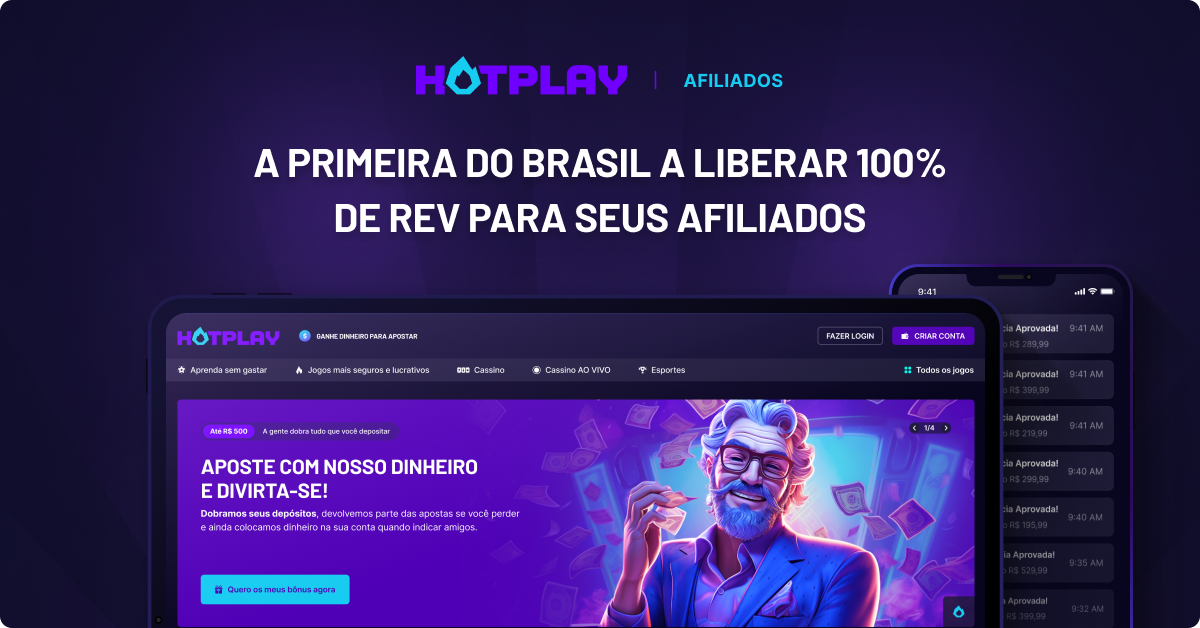 HOTPLAY | AFILIADOS
A PRIMEIRA DO BRASIL A LIBERAR 100%
DE REV PARA SEUS AFILIADOS
HOTPLAY
$ GANHE DINHEIRO PARA APOSTAR
FAZER LOGIN
CRIAR CONTA
Aprenda sem gastar
Jogos mais seguros e lucrativos
Cassino
Cassino AO VIVO
Esportes
Todos os jogos
Até R$ 500
A gente dobra tudo que você depositar
< 1/4 >
APOSTE COM NOSSO DINHEIRO
E DIVIRTA-SE!
Dobramos seus depósitos, devolvemos parte das apostas se você perder
e ainda colocamos dinheiro na sua conta quando indicar amigos.
Quero os meus bônus agora
9:41
cia Aprovada! 9:41 AM
o R$ 289,99
cia Aprovada! 9:41 AM
o R$ 399,99
cia Aprovada! 9:41 AM
o R$ 219,99
cia Aprovada! 9:40 AM
o R$ 299,99
cia Aprovada! 9:40 AM
o R$ 195,99
ia Aprovada! 9:35 AM
R$ 529,99
a Aprovada! 9:32 AM
R$ 399,99